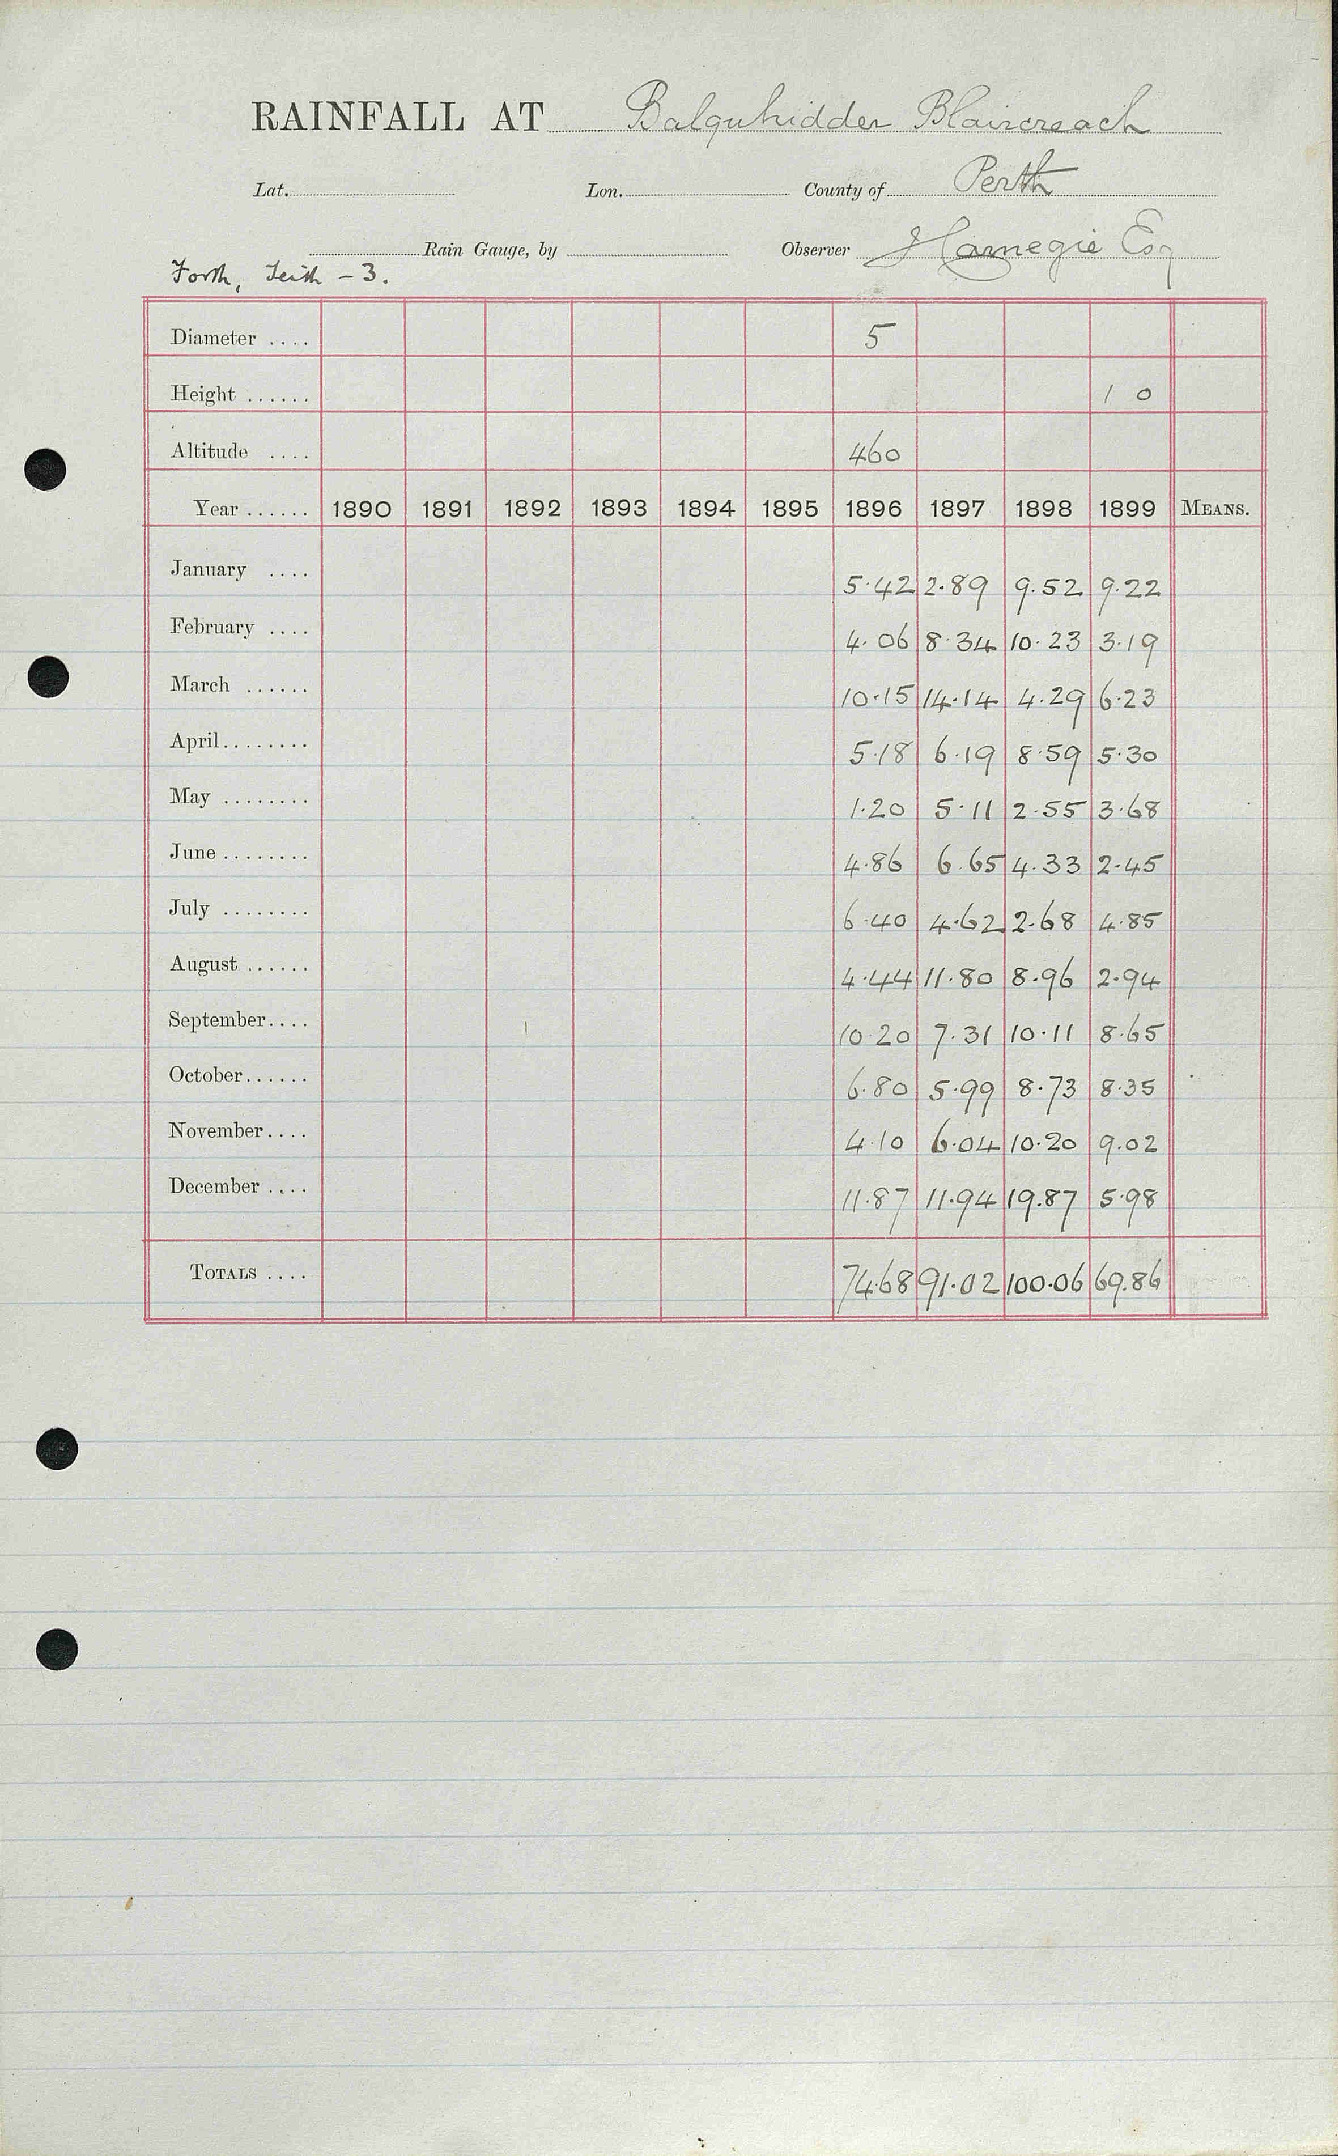 RAINFALL AT Balquhidder Blaircreach
Lat. Lon. County of Perth
Rain Gauge, by Observer J Carnegie Esq
Forth, Teith - 3.
Diameter .... 5
Height ...... 1 0
Altitude .... 460
Year ...... 1890 1891 1892 1893 1894 1895 1896 1897 1898 1899 MEANS.
January .... 5.42 2.89 9.52 9.22
February .... 4.06 8.34 10.23 3.19
March ...... 10.15 14.14 4.29 6.23
April........ 5.18 6.19 8.59 5.30
May ........ 1.20 5.11 2.55 3.68
June ........ 4.86 6.65 4.33 2.45
July ........ 6.40 4.62 2.68 4.85
August ...... 4.44 11.80 8.96 2.94
September.... 10.20 7.31 10.11 8.65
October...... 6.80 5.99 8.73 8.35
November.... 4.10 6.04 10.20 9.02
December .... 11.87 11.94 19.87 5.98
TOTALS .... 74.68 91.02 100.06 69.86